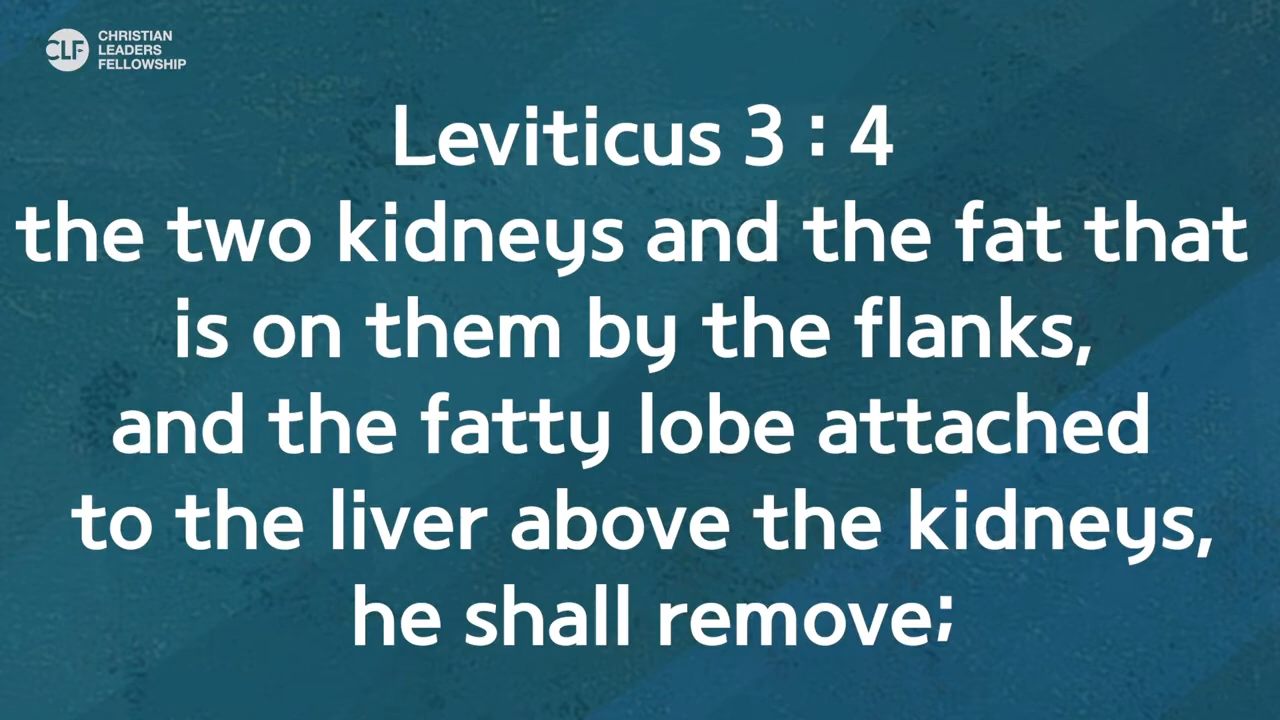 CLF
CHRISTIAN
LEADERS
FELLOWSHIP
Leviticus 3 : 4
the two kidneys and the fat that
is on them by the flanks,
and the fatty lobe attached
to the liver above the kidneys,
he shall remove;